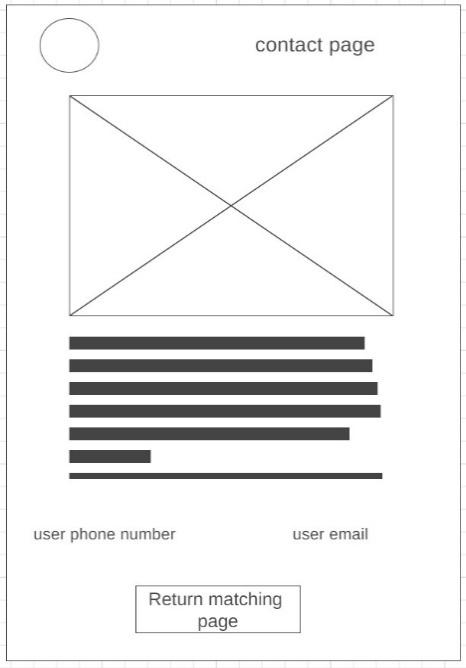 contact page
user phone number
user email
Return matching
page